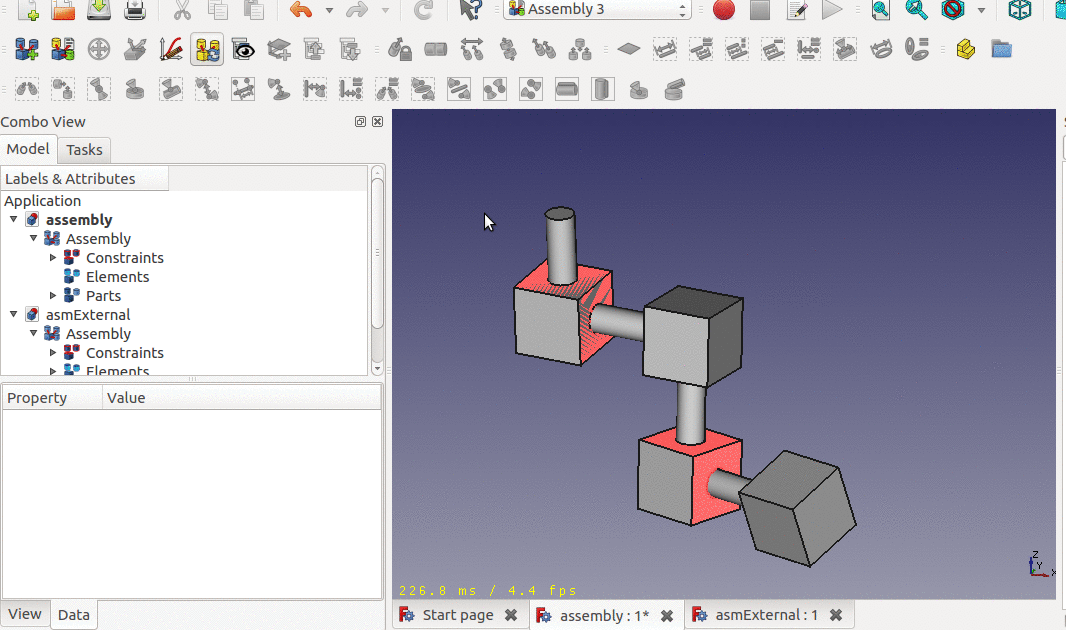 Assembly 3
Combo View
Model Tasks
Labels & Attributes
Application
assembly
Assembly
Constraints
Elements
Parts
asmExternal
Assembly
Constraints
Elements
Property Value
View Data
226.8 ms / 4.4 fps
Z
Y
X
Start page assembly : 1* asmExternal : 1